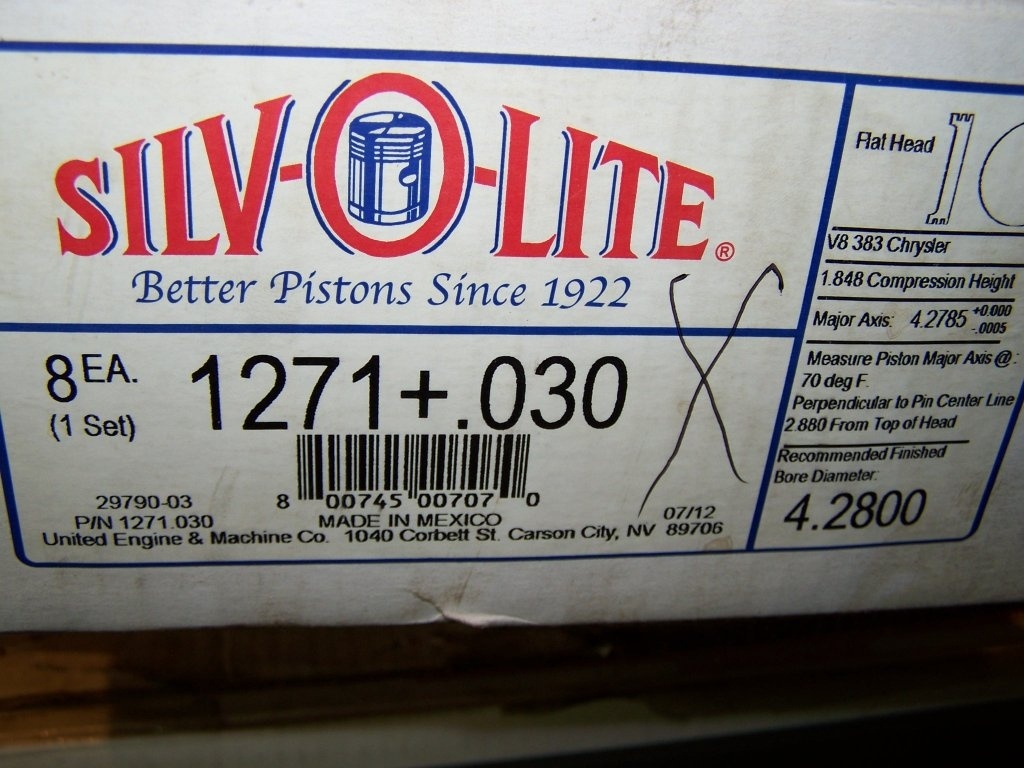 SILV-O-LITE®
Better Pistons Since 1922
8 EA.
(1 Set)
1271+.030
8 00745 00707 0
29790-03
P/N 1271.030
MADE IN MEXICO
07/12
United Engine & Machine Co. 1040 Corbett St. Carson City, NV 89706
Flat Head
V8 383 Chrysler
1.848 Compression Height
Major Axis: 4.2785 +0.000 -.0005
Measure Piston Major Axis @:
70 deg F.
Perpendicular to Pin Center Line
2.880 From Top of Head
Recommended Finished
Bore Diameter:
4.2800
X